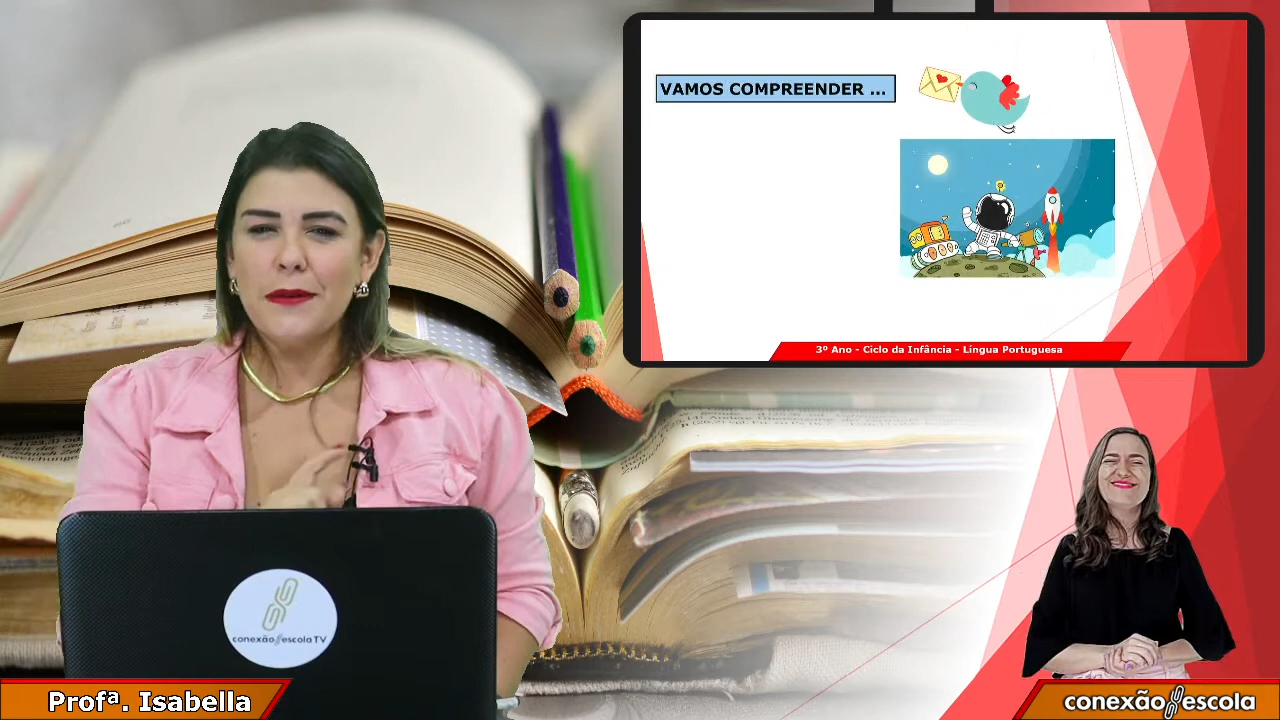 VAMOS COMPREENDER ...
3º Ano - Ciclo da Infância - Língua Portuguesa
conexão escola TV
Profª. Isabella
conexão escola